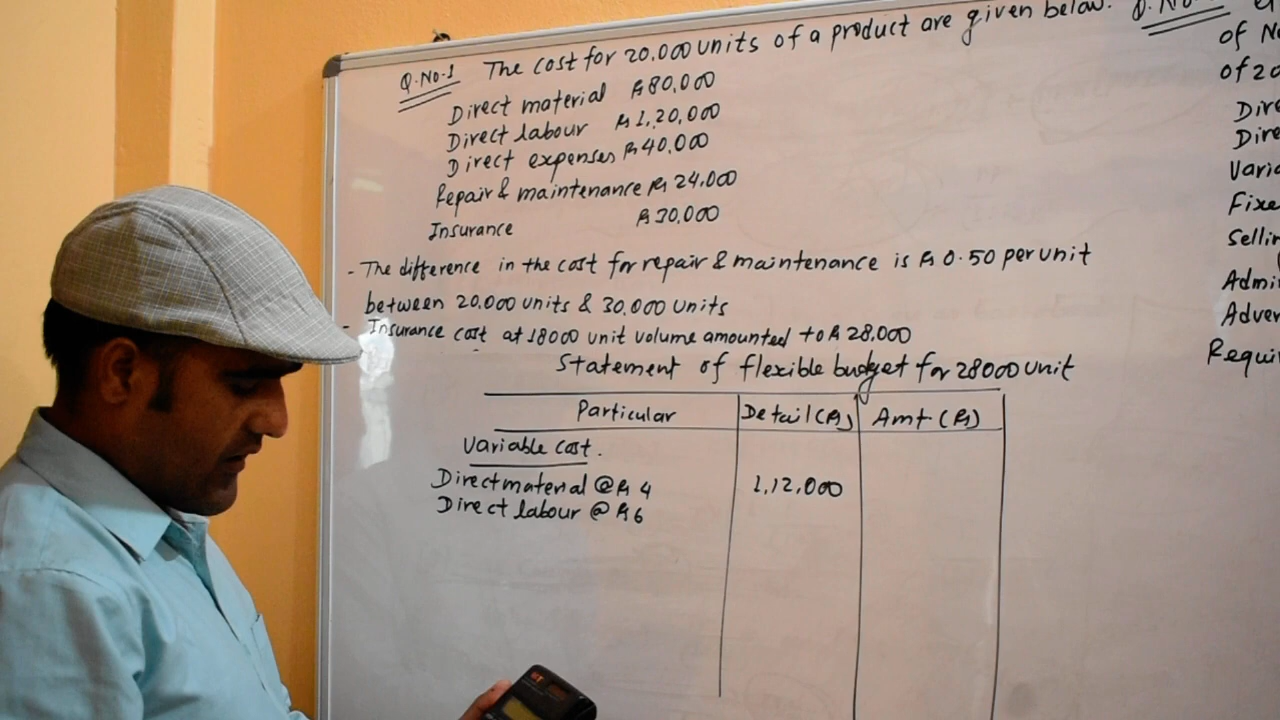 Q.No-1 The cost for 20,000 units of a product are given below.
Direct material ₨ 80,000
Direct labour ₨ 1,20,000
Direct expenses ₨ 40,000
Repair & maintenance ₨ 24,000
Insurance ₨ 30,000
- The difference in the cost for repair & maintenance is ₨ 0.50 per unit
between 20,000 units & 30,000 units
- Insurance cost at 18000 unit volume amounted to ₨ 28,000
Statement of flexible budget for 28000 unit
Particular Detail (₨) Amt (₨)
Variable cost.
Direct material @ ₨ 4 1,12,000
Direct labour @ ₨ 6
Q.No
of
of 20
Dire
Dire
Varia
Fixe
Sellin
Admi
Adver
Requir